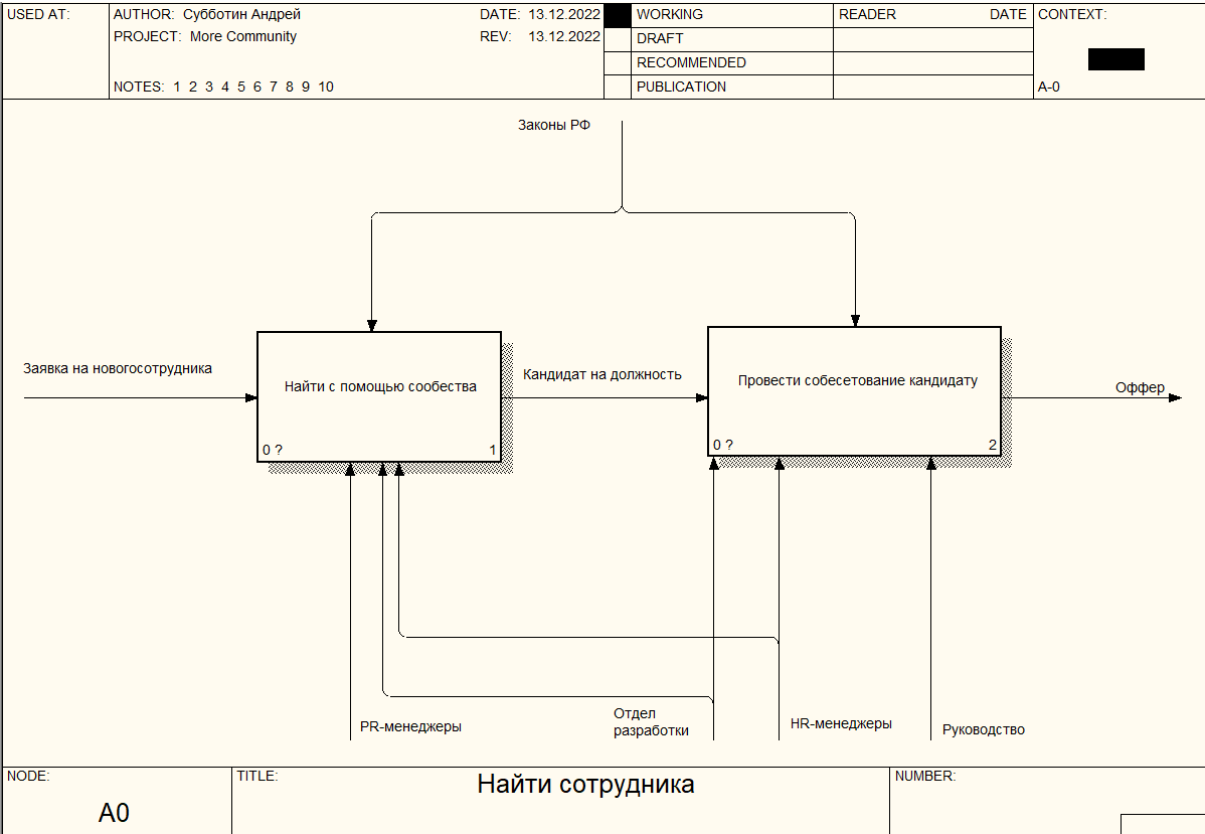 USED AT:
AUTHOR: Субботин Андрей
DATE: 13.12.2022
WORKING
READER
DATE
CONTEXT:
PROJECT: More Community
REV: 13.12.2022
DRAFT
RECOMMENDED
NOTES: 1 2 3 4 5 6 7 8 9 10
PUBLICATION
A-0
Законы РФ
Заявка на новогосотрудника
Найти с помощью сообества
0 ?
1
Кандидат на должность
Провести собесетование кандидату
0 ?
2
Оффер
PR-менеджеры
Отдел
разработки
HR-менеджеры
Руководство
NODE:
A0
TITLE:
Найти сотрудника
NUMBER: